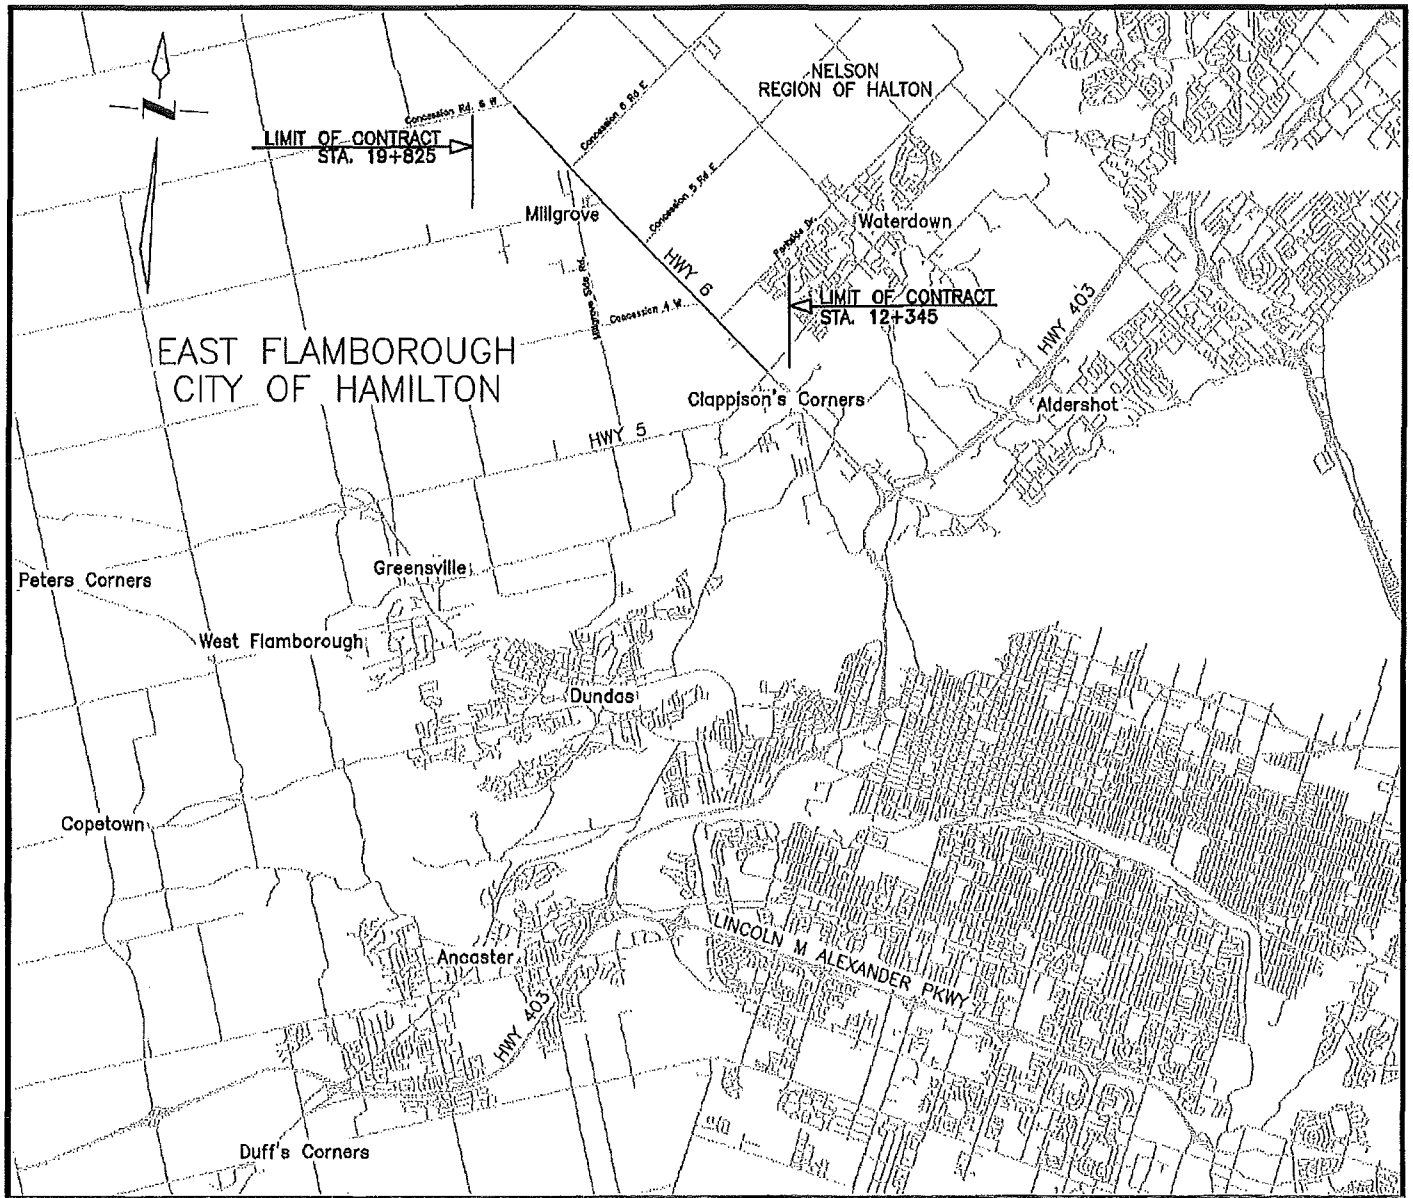 NELSON
REGION OF HALTON
Concession Rd. 6 W.
Concession 6 Rd E.
LIMIT OF CONTRACT
STA. 19+825
Concession 5 Rd.E
Millgrove
Waterdown
Parkside Dr.
HWY 6
Millgrove Side Rd.
Concession 4 W.
LIMIT OF CONTRACT
STA. 12+345
HWY 403
EAST FLAMBOROUGH
CITY OF HAMILTON
Clappison's Corners
Aldershot
HWY 5
Greensville
Peters Corners
West Flamborough
Dundas
Copetown
LINCOLN M ALEXANDER PKWY
Ancaster
HWY 403
Duff's Corners